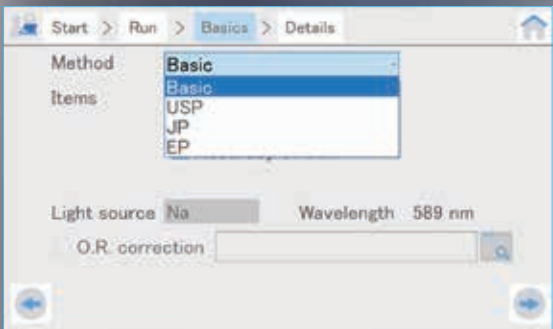 Start > Run > Basics > Details
Method Basic
Items Basic
USP
JP
EP
Light source Na Wavelength 589 nm
O.R. correction